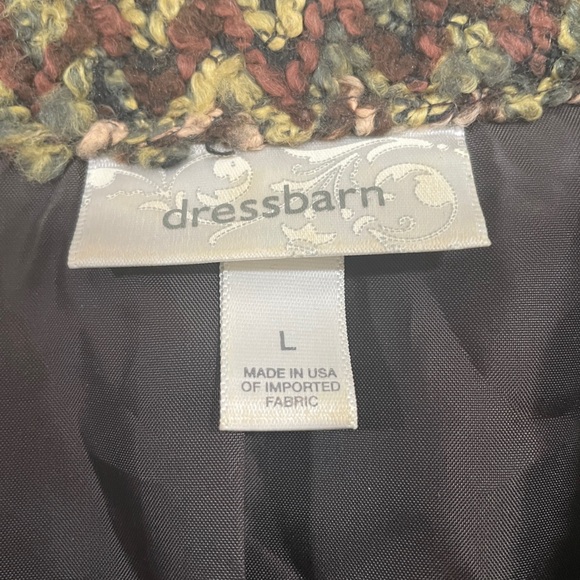 dressbarn
L
MADE IN USA
OF IMPORTED
FABRIC